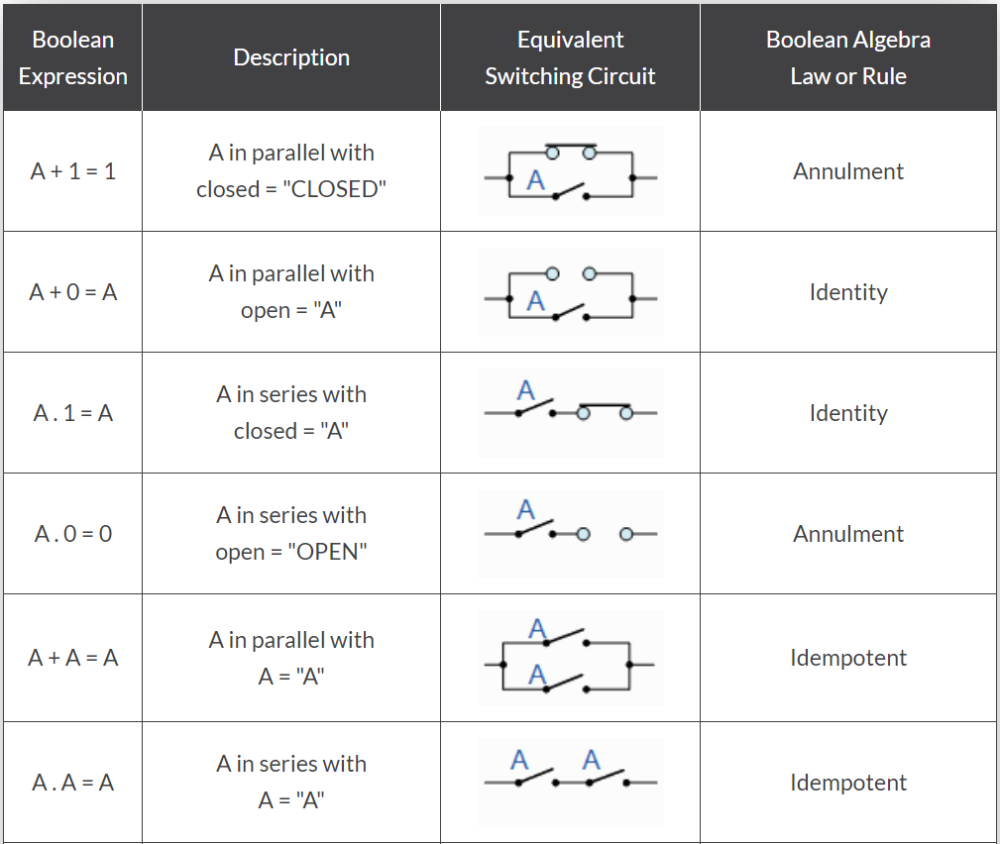 Boolean
Expression
Description
Equivalent
Switching Circuit
Boolean Algebra
Law or Rule
A + 1 = 1
A in parallel with
closed = "CLOSED"
A
Annulment
A + 0 = A
A in parallel with
open = "A"
A
Identity
A . 1 = A
A in series with
closed = "A"
A
Identity
A . 0 = 0
A in series with
open = "OPEN"
A
Annulment
A + A = A
A in parallel with
A = "A"
A
A
Idempotent
A . A = A
A in series with
A = "A"
A A
Idempotent